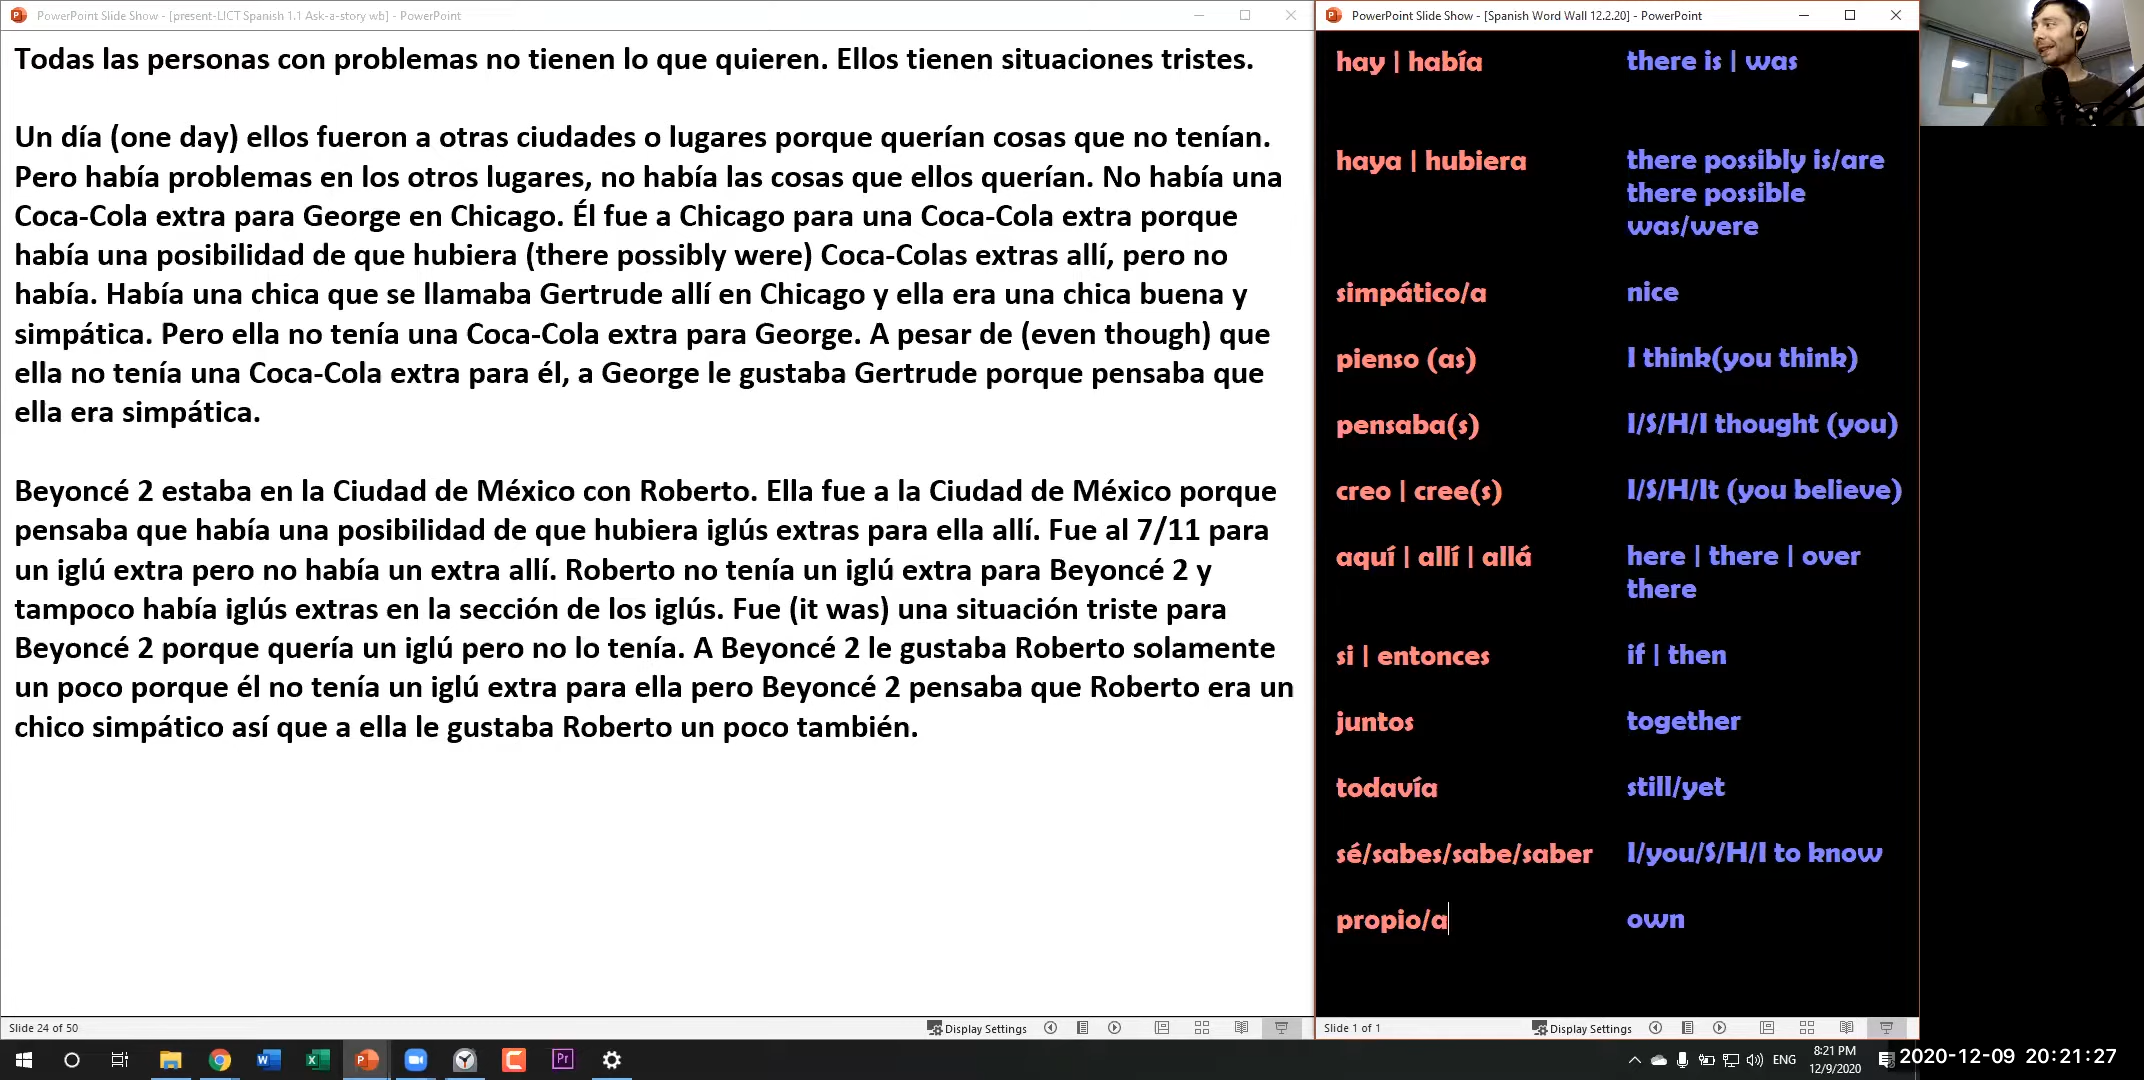 PowerPoint Slide Show - [present-LICT Spanish 1.1 Ask-a-story wb] - PowerPoint
Todas las personas con problemas no tienen lo que quieren. Ellos tienen situaciones tristes.
Un día (one day) ellos fueron a otras ciudades o lugares porque querían cosas que no tenían.
Pero había problemas en los otros lugares, no había las cosas que ellos querían. No había una
Coca-Cola extra para George en Chicago. Él fue a Chicago para una Coca-Cola extra porque
había una posibilidad de que hubiera (there possibly were) Coca-Colas extras allí, pero no
había. Había una chica que se llamaba Gertrude allí en Chicago y ella era una chica buena y
simpática. Pero ella no tenía una Coca-Cola extra para George. A pesar de (even though) que
ella no tenía una Coca-Cola extra para él, a George le gustaba Gertrude porque pensaba que
ella era simpática.
Beyoncé 2 estaba en la Ciudad de México con Roberto. Ella fue a la Ciudad de México porque
pensaba que había una posibilidad de que hubiera iglús extras para ella allí. Fue al 7/11 para
un iglú extra pero no había un extra allí. Roberto no tenía un iglú extra para Beyoncé 2 y
tampoco había iglús extras en la sección de los iglús. Fue (it was) una situación triste para
Beyoncé 2 porque quería un iglú pero no lo tenía. A Beyoncé 2 le gustaba Roberto solamente
un poco porque él no tenía un iglú extra para ella pero Beyoncé 2 pensaba que Roberto era un
chico simpático así que a ella le gustaba Roberto un poco también.
Slide 24 of 50
Display Settings
PowerPoint Slide Show - [Spanish Word Wall 12.2.20] - PowerPoint
hay | había there is | was
haya | hubiera there possibly is/are
there possible
was/were
simpático/a nice
pienso (as) I think(you think)
pensaba(s) I/S/H/I thought (you)
creo | cree(s) I/S/H/It (you believe)
aquí | allí | allá here | there | over
there
si | entonces if | then
juntos together
todavía still/yet
sé/sabes/sabe/saber I/you/S/H/I to know
propio/a own
Slide 1 of 1
Display Settings
ENG
8:21 PM
12/9/2020
2020-12-09 20:21:27